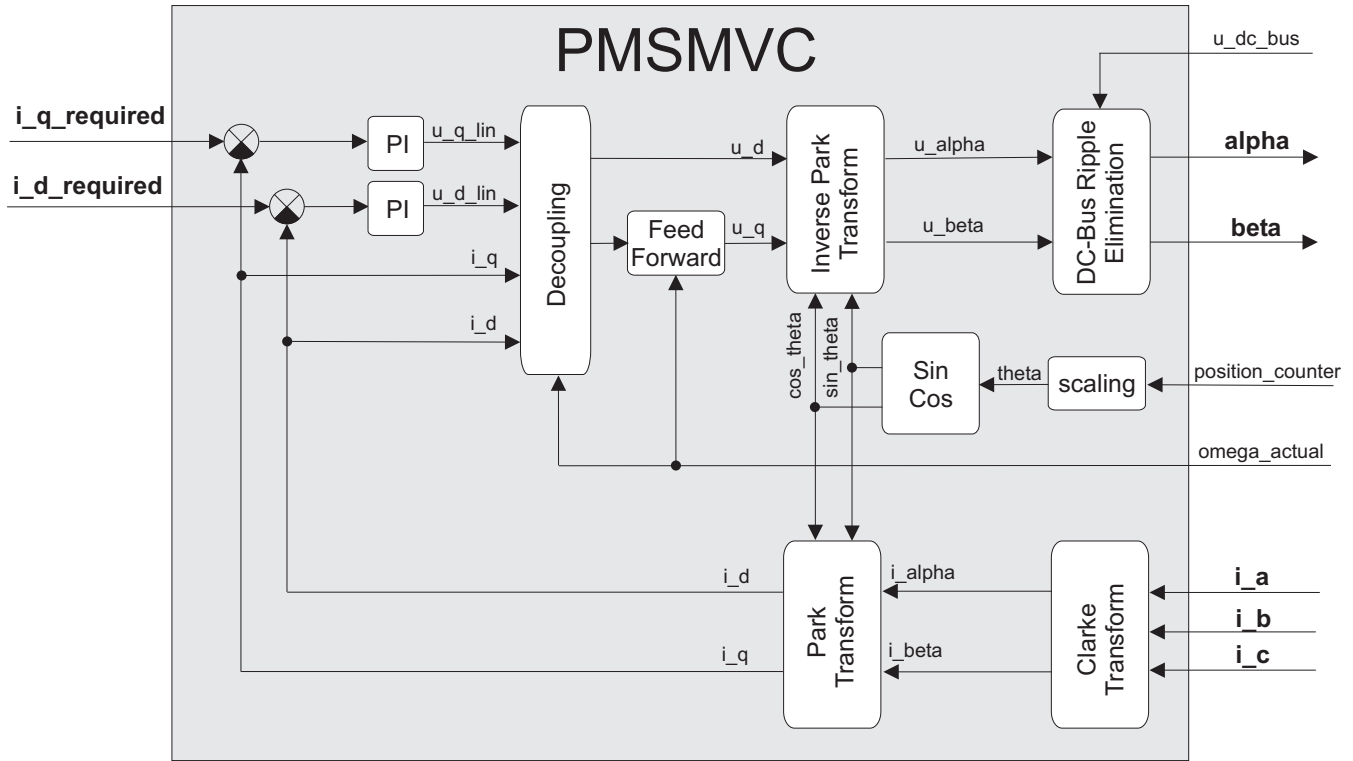 PMSMVC
u_dc_bus
i_q_required
PI
u_q_lin
i_d_required
PI
u_d_lin
i_q
i_d
Decoupling
Feed
Forward
u_d
u_q
Inverse Park
Transform
u_alpha
u_beta
DC-Bus Ripple
Elimination
alpha
beta
cos_theta
sin_theta
Sin
Cos
theta
scaling
position_counter
omega_actual
i_d
i_q
Park
Transform
i_alpha
i_beta
Clarke
Transform
i_a
i_b
i_c